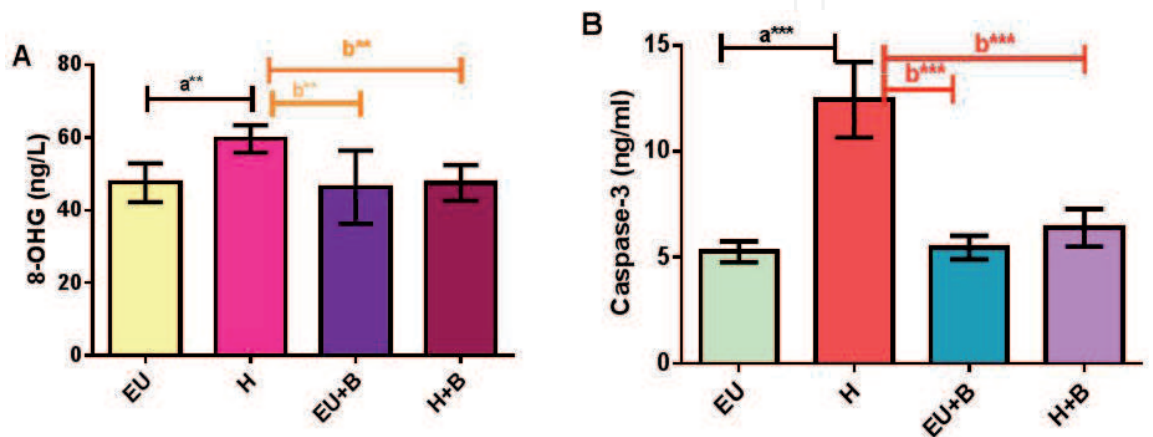 A
8-OHG (ng/L)
80
60
40
20
0
a**
b**
b**
EU
H
EU+B
H+B
B
Caspase-3 (ng/ml)
15
10
5
0
a***
b***
b***
EU
H
EU+B
H+B